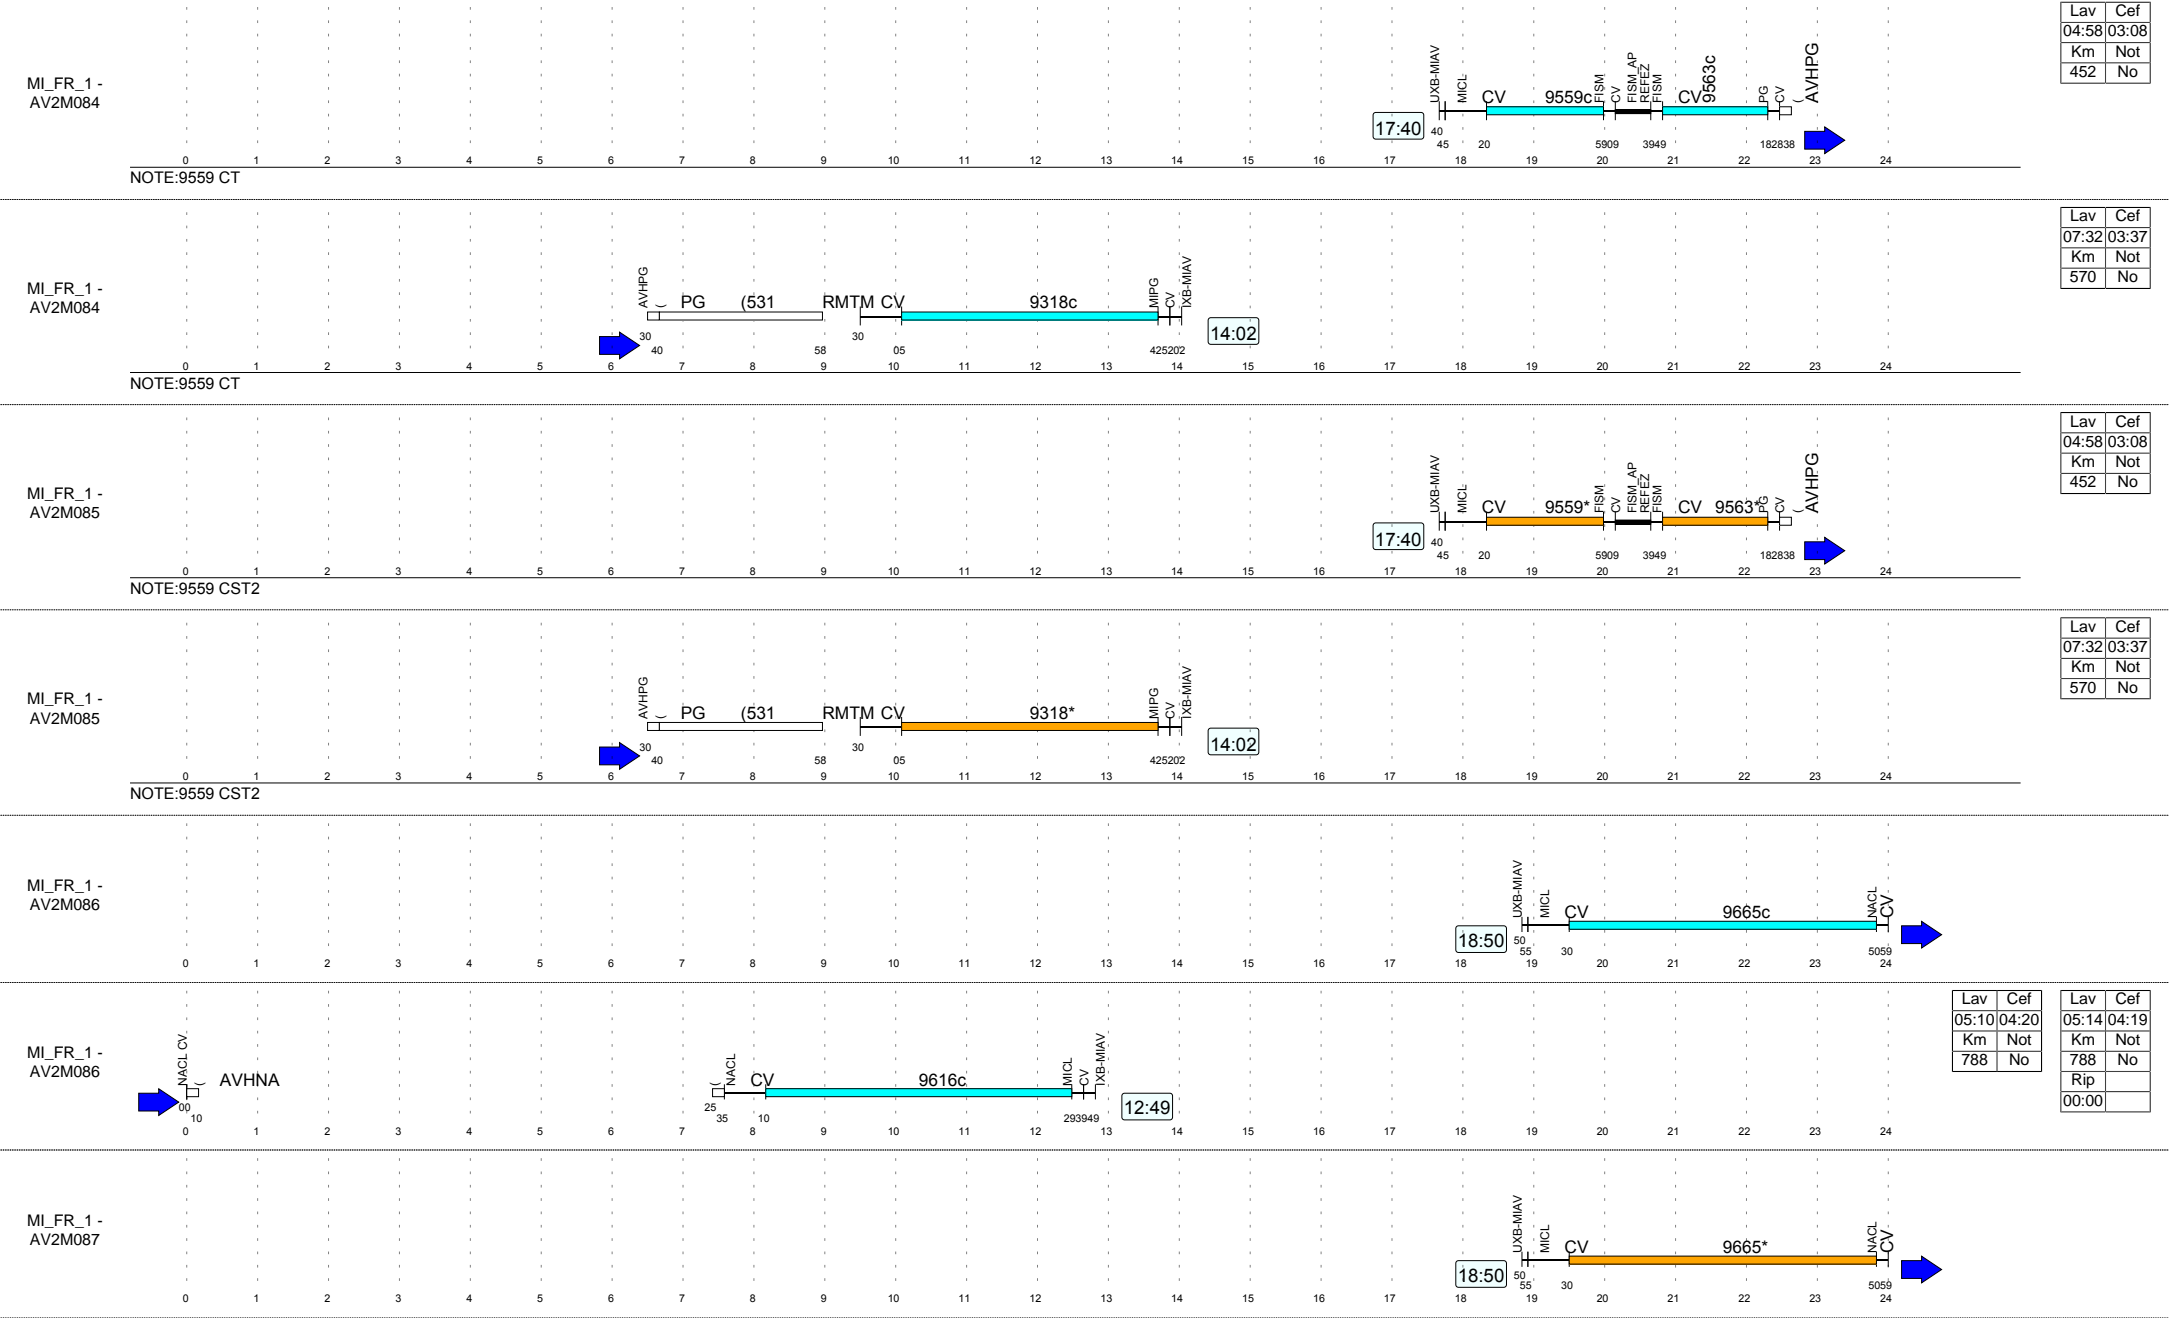 Lav Cef
04:58 03:08
Km Not
452 No
MI_FR_1 -
AV2M084
17:40
UXB-MIAV MICL CV 9559c FISM CV FISM_AP REFEZ FISM CV 9563c PG CV ( AVHPG
40
45 20 5909 3949 182838
0 1 2 3 4 5 6 7 8 9 10 11 12 13 14 15 16 17 18 19 20 21 22 23 24
NOTE:9559 CT
Lav Cef
07:32 03:37
Km Not
570 No
MI_FR_1 -
AV2M084
AVHPG ( PG (531 RMTM CV 9318c MIPG CV IXB-MIAV
14:02
30 30
40 58 05 425202
0 1 2 3 4 5 6 7 8 9 10 11 12 13 14 15 16 17 18 19 20 21 22 23 24
NOTE:9559 CT
Lav Cef
04:58 03:08
Km Not
452 No
MI_FR_1 -
AV2M085
17:40
UXB-MIAV MICL CV 9559* FISM CV FISM_AP REFEZ FISM CV 9563* PG CV ( AVHPG
40
45 20 5909 3949 182838
0 1 2 3 4 5 6 7 8 9 10 11 12 13 14 15 16 17 18 19 20 21 22 23 24
NOTE:9559 CST2
Lav Cef
07:32 03:37
Km Not
570 No
MI_FR_1 -
AV2M085
AVHPG ( PG (531 RMTM CV 9318* MIPG CV IXB-MIAV
14:02
30 30
40 58 05 425202
0 1 2 3 4 5 6 7 8 9 10 11 12 13 14 15 16 17 18 19 20 21 22 23 24
NOTE:9559 CST2
MI_FR_1 -
AV2M086
18:50
UXB-MIAV MICL CV 9665c NACL CV
50
55 30 5059
0 1 2 3 4 5 6 7 8 9 10 11 12 13 14 15 16 17 18 19 20 21 22 23 24
Lav Cef Lav Cef
05:10 04:20 05:14 04:19
Km Not Km Not
788 No 788 No
Rip
00:00
MI_FR_1 -
AV2M086
NACL CV ( AVHNA ( NACL CV 9616c MICL CV IXB-MIAV
12:49
00 25
10 35 10 293949
0 1 2 3 4 5 6 7 8 9 10 11 12 13 14 15 16 17 18 19 20 21 22 23 24
MI_FR_1 -
AV2M087
18:50
UXB-MIAV MICL CV 9665* NACL CV
50
55 30 5059
0 1 2 3 4 5 6 7 8 9 10 11 12 13 14 15 16 17 18 19 20 21 22 23 24